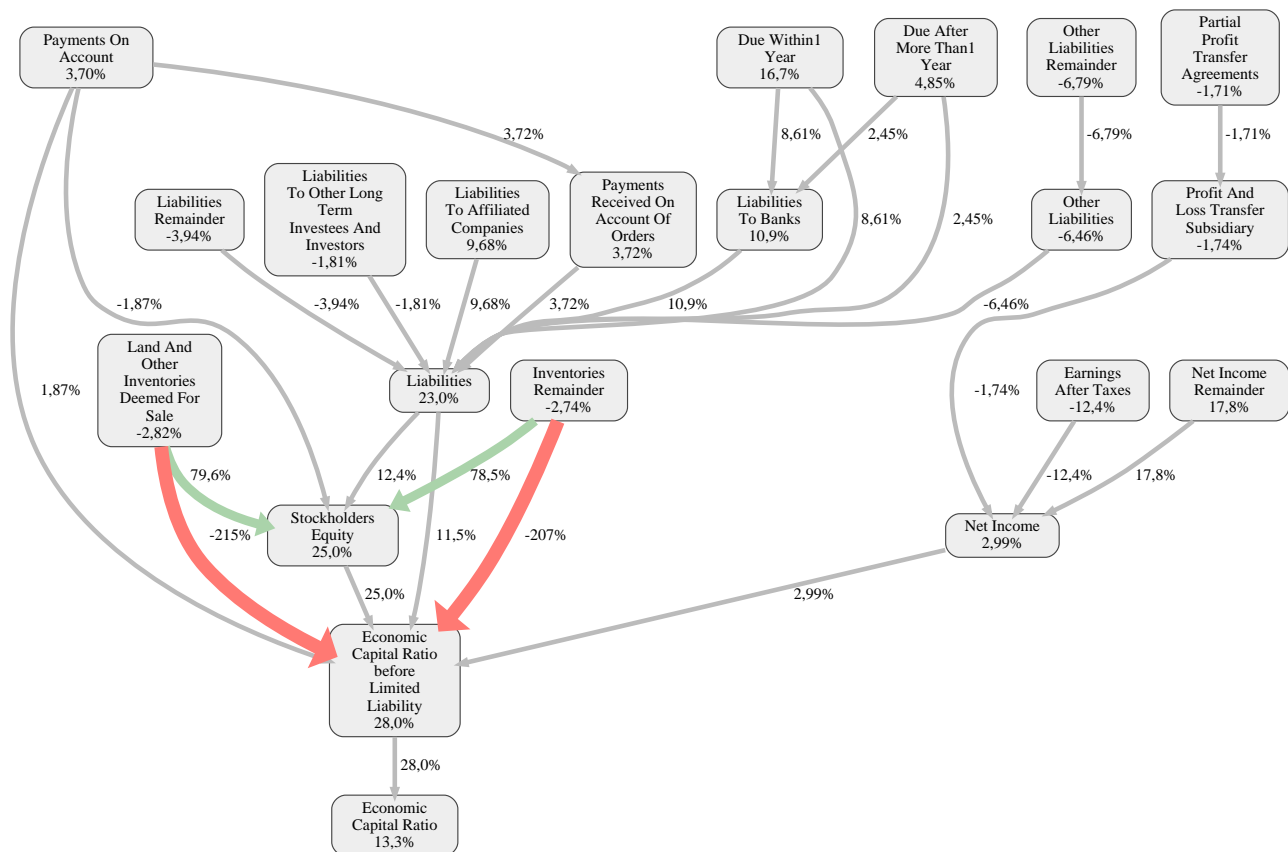 Payments On
Account
3,70%
Due Within1
Year
16,7%
Due After
More Than1
Year
4,85%
Other
Liabilities
Remainder
-6,79%
Partial
Profit
Transfer
Agreements
-1,71%
3,72%
8,61%
2,45%
-6,79%
-1,71%
Liabilities
Remainder
-3,94%
Liabilities
To Other Long
Term
Investees And
Investors
-1,81%
Liabilities
To Affiliated
Companies
9,68%
Payments
Received On
Account Of
Orders
3,72%
Liabilities
To Banks
10,9%
8,61%
2,45%
Other
Liabilities
-6,46%
Profit And
Loss Transfer
Subsidiary
-1,74%
-1,87%
-3,94%
-1,81%
9,68%
3,72%
10,9%
-6,46%
Land And
Other
Inventories
Deemed For
Sale
-2,82%
Liabilities
23,0%
Inventories
Remainder
-2,74%
Earnings
After Taxes
-12,4%
Net Income
Remainder
17,8%
1,87%
-1,74%
79,6%
12,4%
78,5%
-12,4%
17,8%
Stockholders
Equity
25,0%
-215%
11,5%
-207%
Net Income
2,99%
25,0%
2,99%
Economic
Capital Ratio
before
Limited
Liability
28,0%
28,0%
Economic
Capital Ratio
13,3%